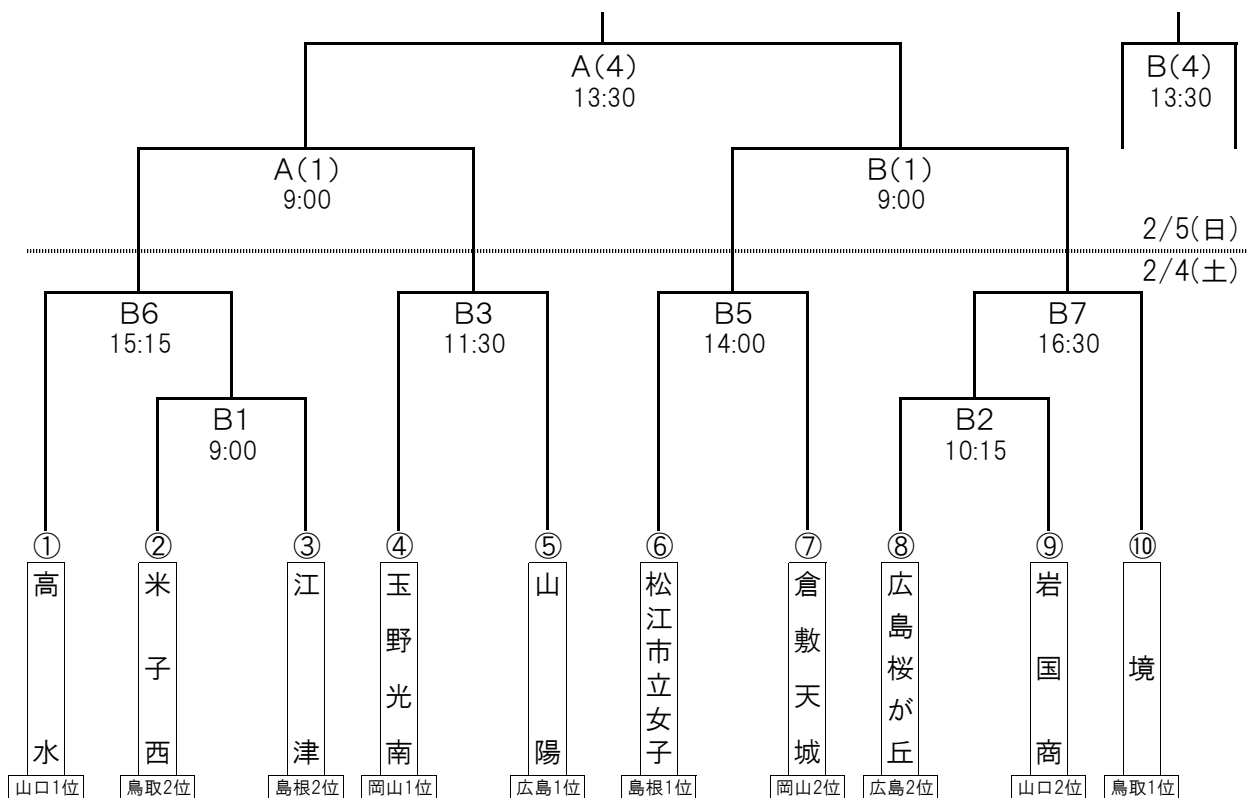 A(4)
13:30
B(4)
13:30
A(1)
9:00
B(1)
9:00
2/5(日)
2/4(土)
B6
15:15
B3
11:30
B5
14:00
B7
16:30
B1
9:00
B2
10:15
①
②
③
④
⑤
⑥
⑦
⑧
⑨
⑩
高水
米子西
江津
玉野光南
山陽
松江市立女子
倉敷天城
広島桜が丘
岩国商
境
山口1位
鳥取2位
島根2位
岡山1位
広島1位
島根1位
岡山2位
広島2位
山口2位
鳥取1位